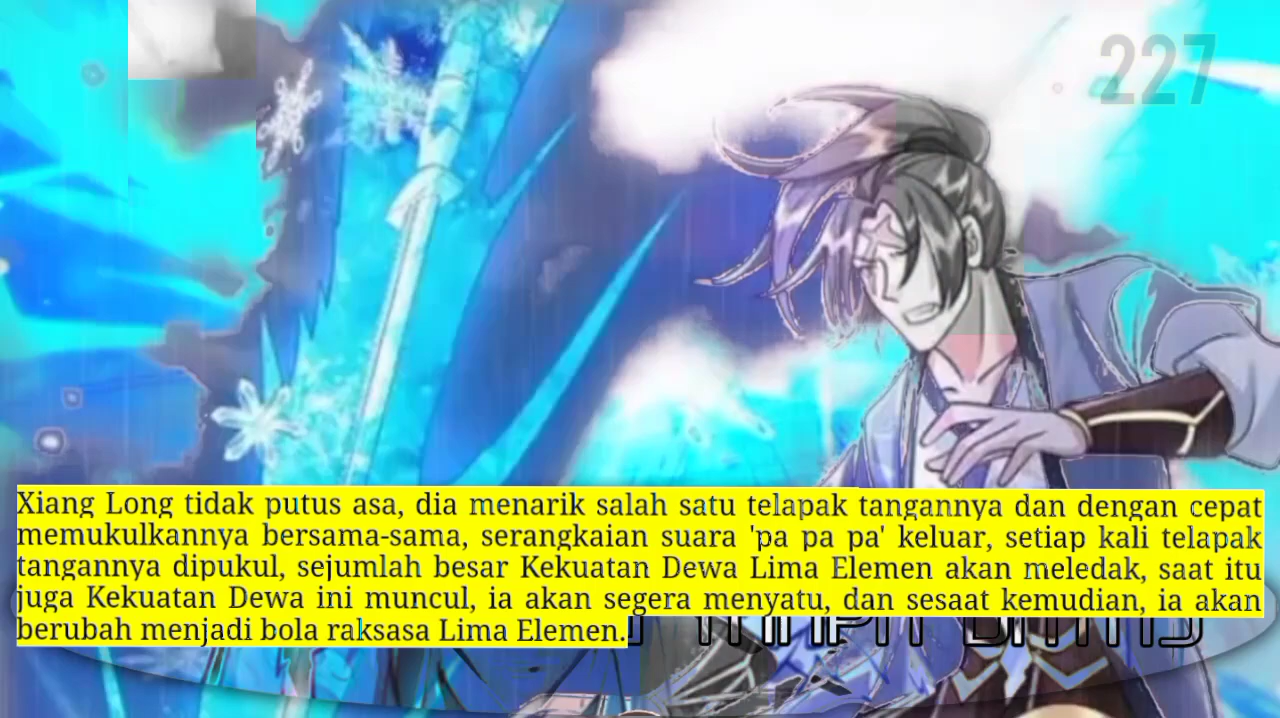 227
Xiang Long tidak putus asa, dia menarik salah satu telapak tangannya dan dengan cepat
memukulkannya bersama-sama, serangkaian suara 'pa pa pa' keluar, setiap kali telapak
tangannya dipukul, sejumlah besar Kekuatan Dewa Lima Elemen akan meledak, saat itu
juga Kekuatan Dewa ini muncul, ia akan segera menyatu, dan sesaat kemudian, ia akan
berubah menjadi bola raksasa Lima Elemen.